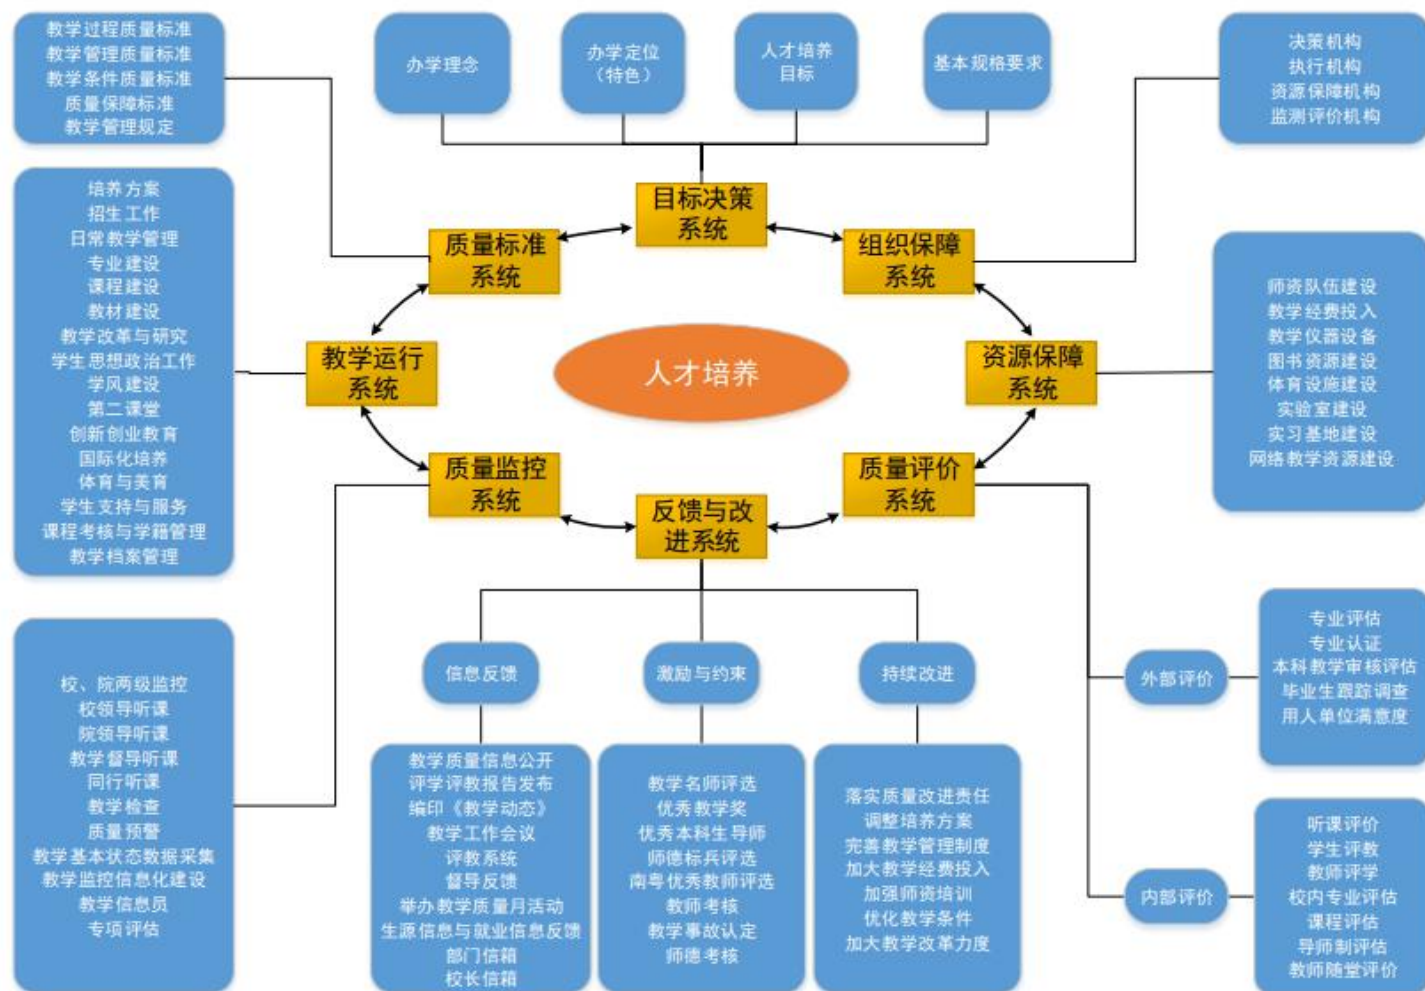 教学过程质量标准
教学管理质量标准
教学条件质量标准
质量保障标准
教学管理规定
办学理念
办学定位
（特色）
人才培养
目标
基本规格要求
决策机构
执行机构
资源保障机构
监测评价机构
培养方案
招生工作
日常教学管理
专业建设
课程建设
教材建设
教学改革与研究
学生思想政治工作
学风建设
第二课堂
创新创业教育
国际化培养
体育与美育
学生支持与服务
课程考核与学籍管理
教学档案管理
目标决策
系统
质量标准
系统
组织保障
系统
教学运行
系统
人才培养
资源保障
系统
质量监控
系统
反馈与改
进系统
质量评价
系统
师资队伍建设
教学经费投入
教学仪器设备
图书资源建设
体育设施建设
实验室建设
实习基地建设
网络教学资源建设
校、院两级监控
校领导听课
院领导听课
教学督导听课
同行听课
教学检查
质量预警
教学基本状态数据采集
教学监控信息化建设
教学信息员
专项评估
信息反馈
激励与约束
持续改进
教学质量信息公开
评学评教报告发布
编印《教学动态》
教学工作会议
评教系统
督导反馈
举办教学质量月活动
生源信息与就业信息反馈
部门信箱
校长信箱
教学名师评选
优秀教学奖
优秀本科生导师
师德标兵评选
南粤优秀教师评选
教师考核
教学事故认定
师德考核
落实质量改进责任
调整培养方案
完善教学管理制度
加大教学经费投入
加强师资培训
优化教学条件
加大教学改革力度
外部评价
专业评估
专业认证
本科教学审核评估
毕业生跟踪调查
用人单位满意度
内部评价
听课评价
学生评教
教师评学
校内专业评估
课程评估
导师制评估
教师随堂评价